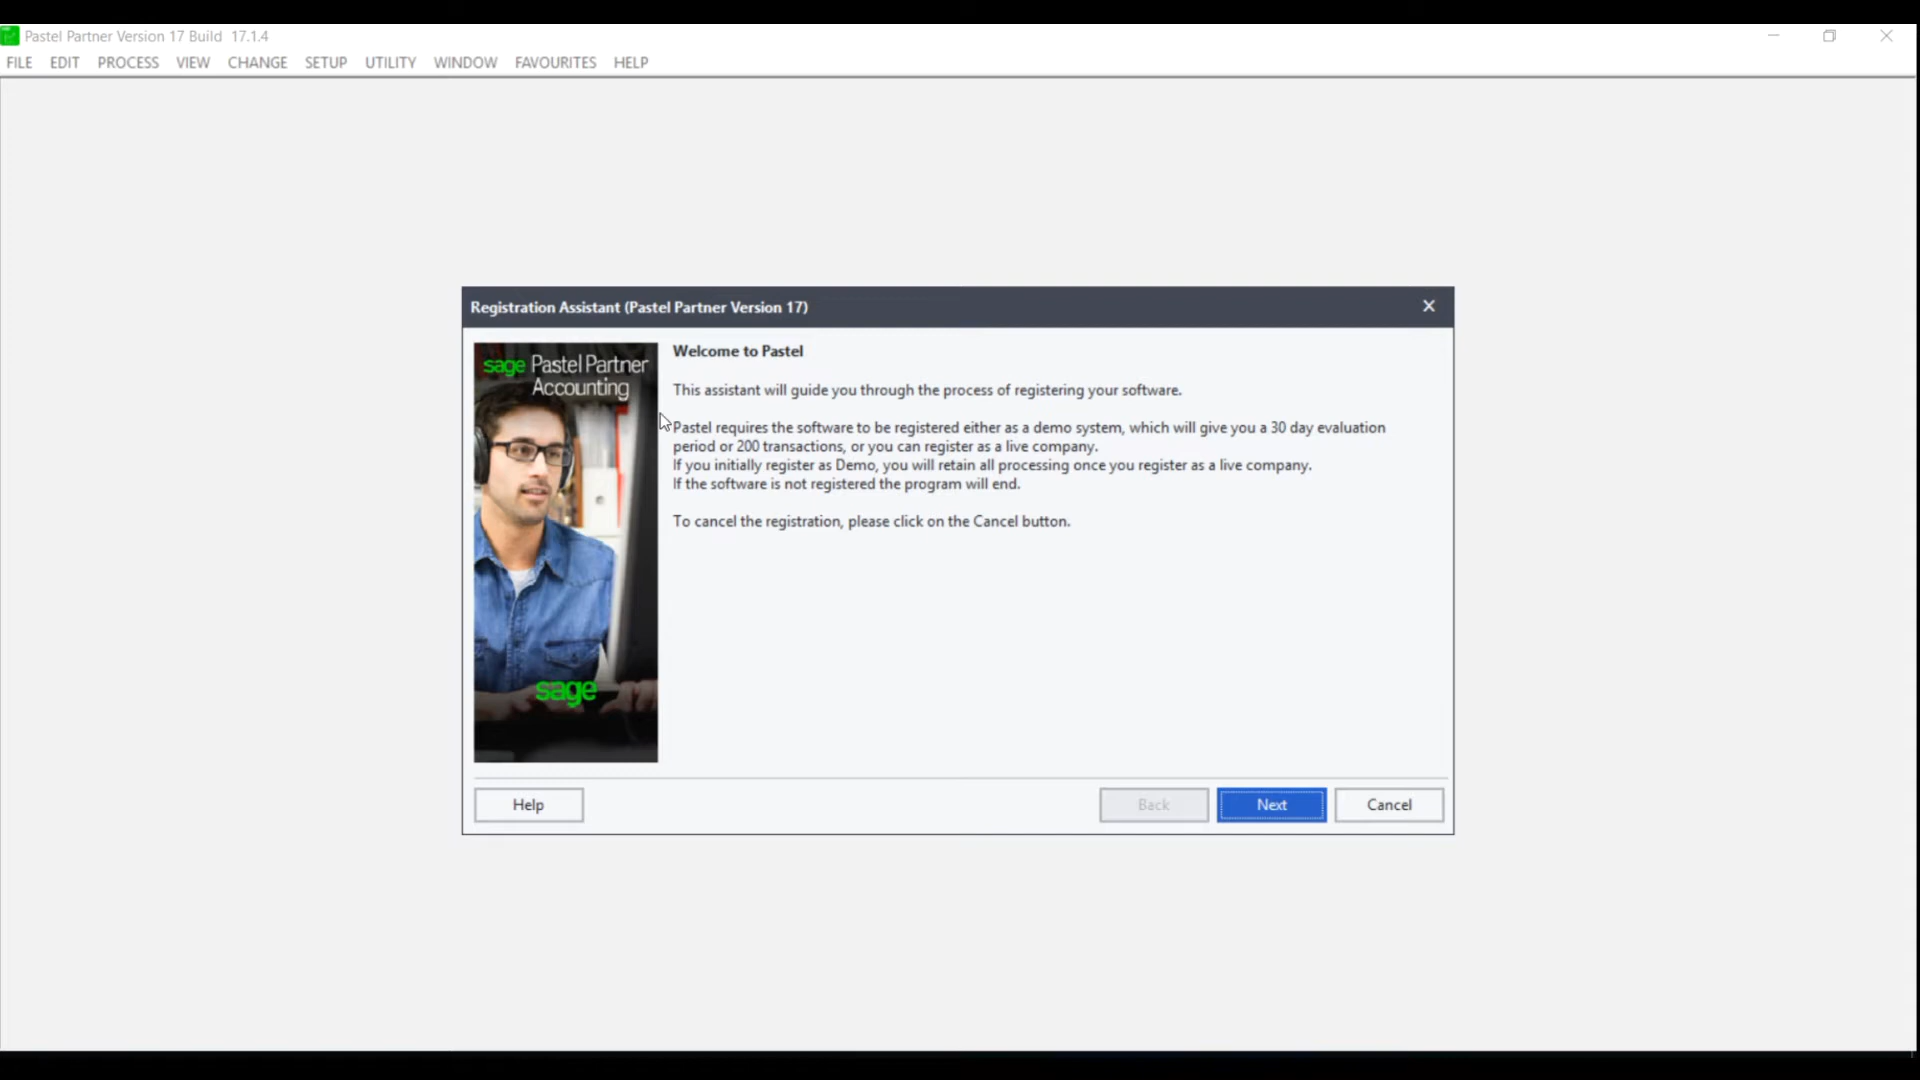 Pastel Partner Version 17 Build 17.1.4
FILE EDIT PROCESS VIEW CHANGE SETUP UTILITY WINDOW FAVOURITES HELP
Registration Assistant (Pastel Partner Version 17)
sage Pastel Partner
Accounting
sage
Welcome to Pastel
This assistant will guide you through the process of registering your software.
Pastel requires the software to be registered either as a demo system, which will give you a 30 day evaluation
period or 200 transactions, or you can register as a live company.
If you initially register as Demo, you will retain all processing once you register as a live company.
If the software is not registered the program will end.
To cancel the registration, please click on the Cancel button.
Help Back Next Cancel